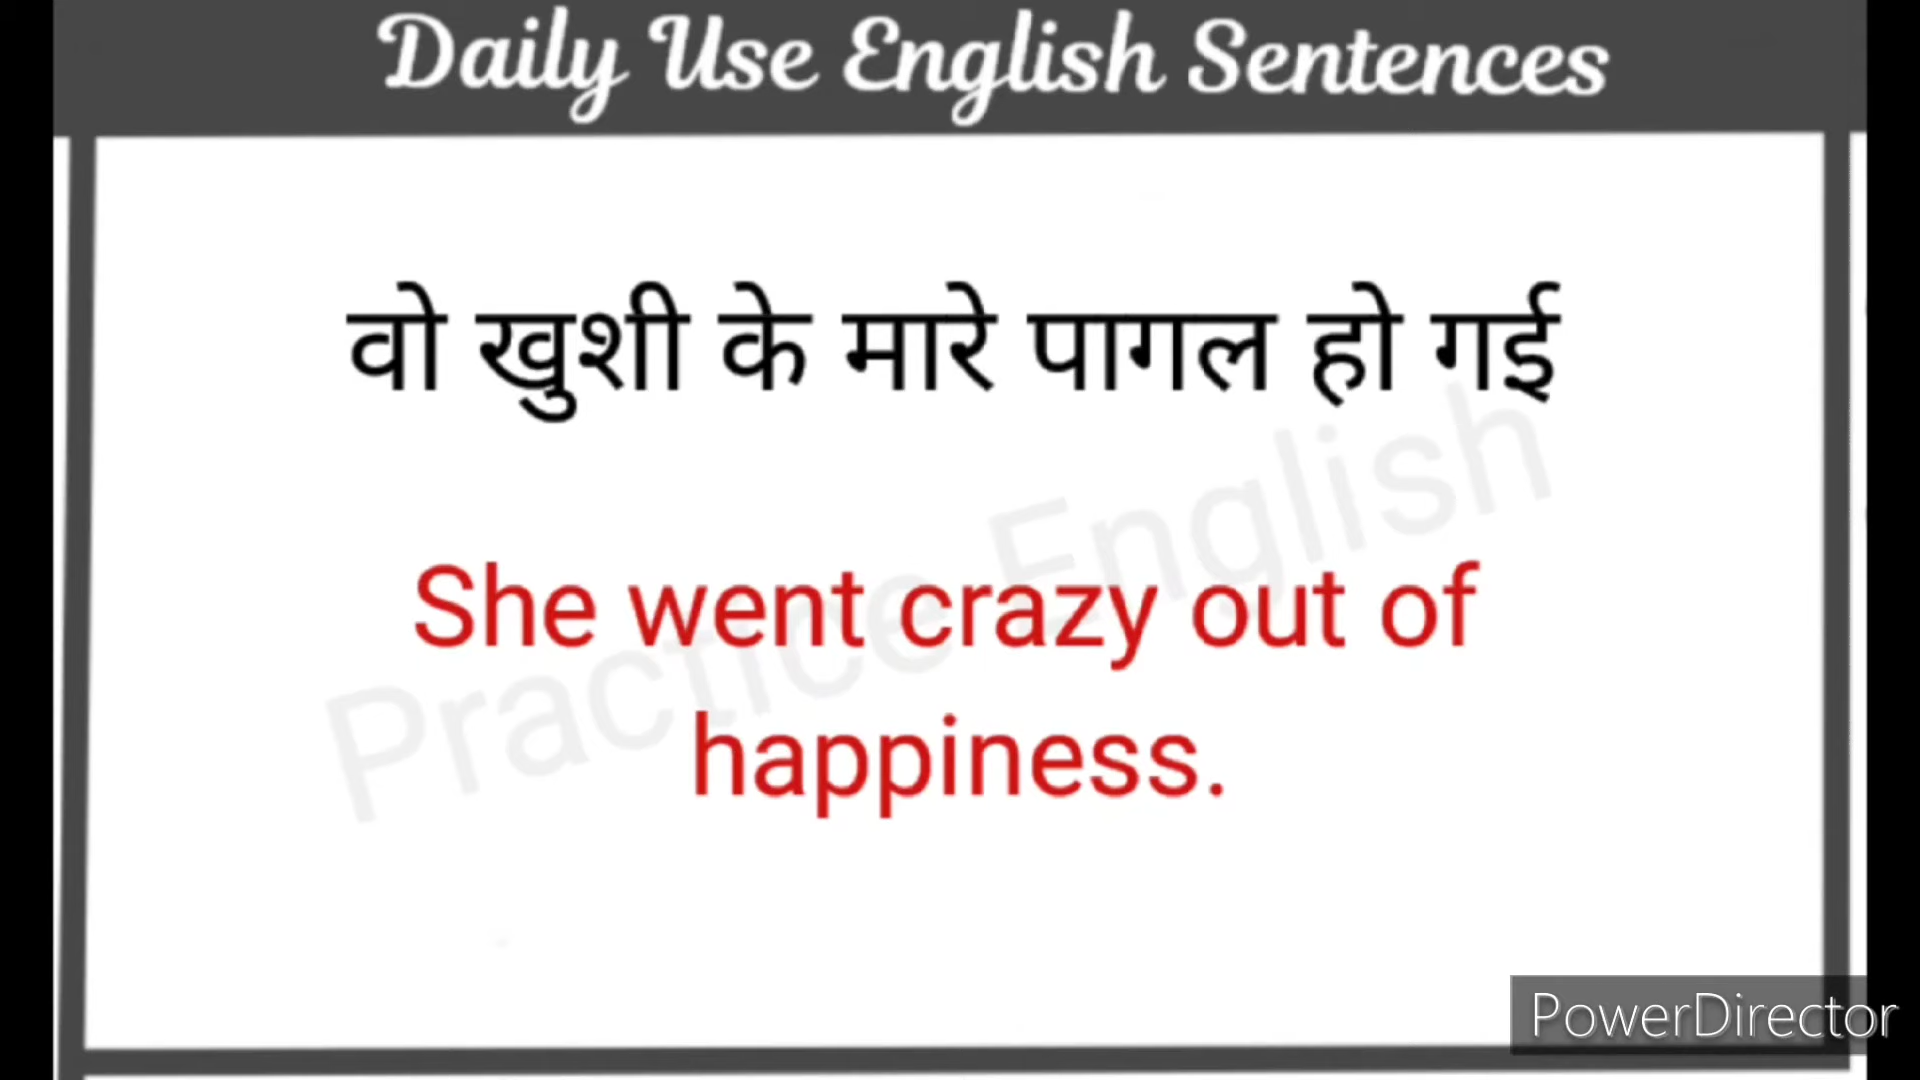 Daily Use English Sentences
वो खुशी के मारे पागल हो गई
Practice English
She went crazy out of
happiness.
PowerDirector